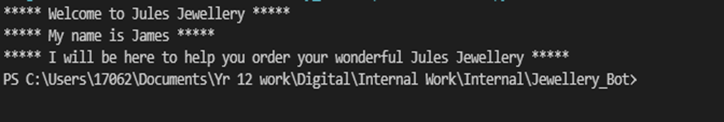 ***** Welcome to Jules Jewellery *****
***** My name is James *****
***** I will be here to help you order your wonderful Jules Jewellery *****
PS C:\Users\17062\Documents\Yr 12 work\Digital\Internal Work\Internal\Jewellery_Bot>